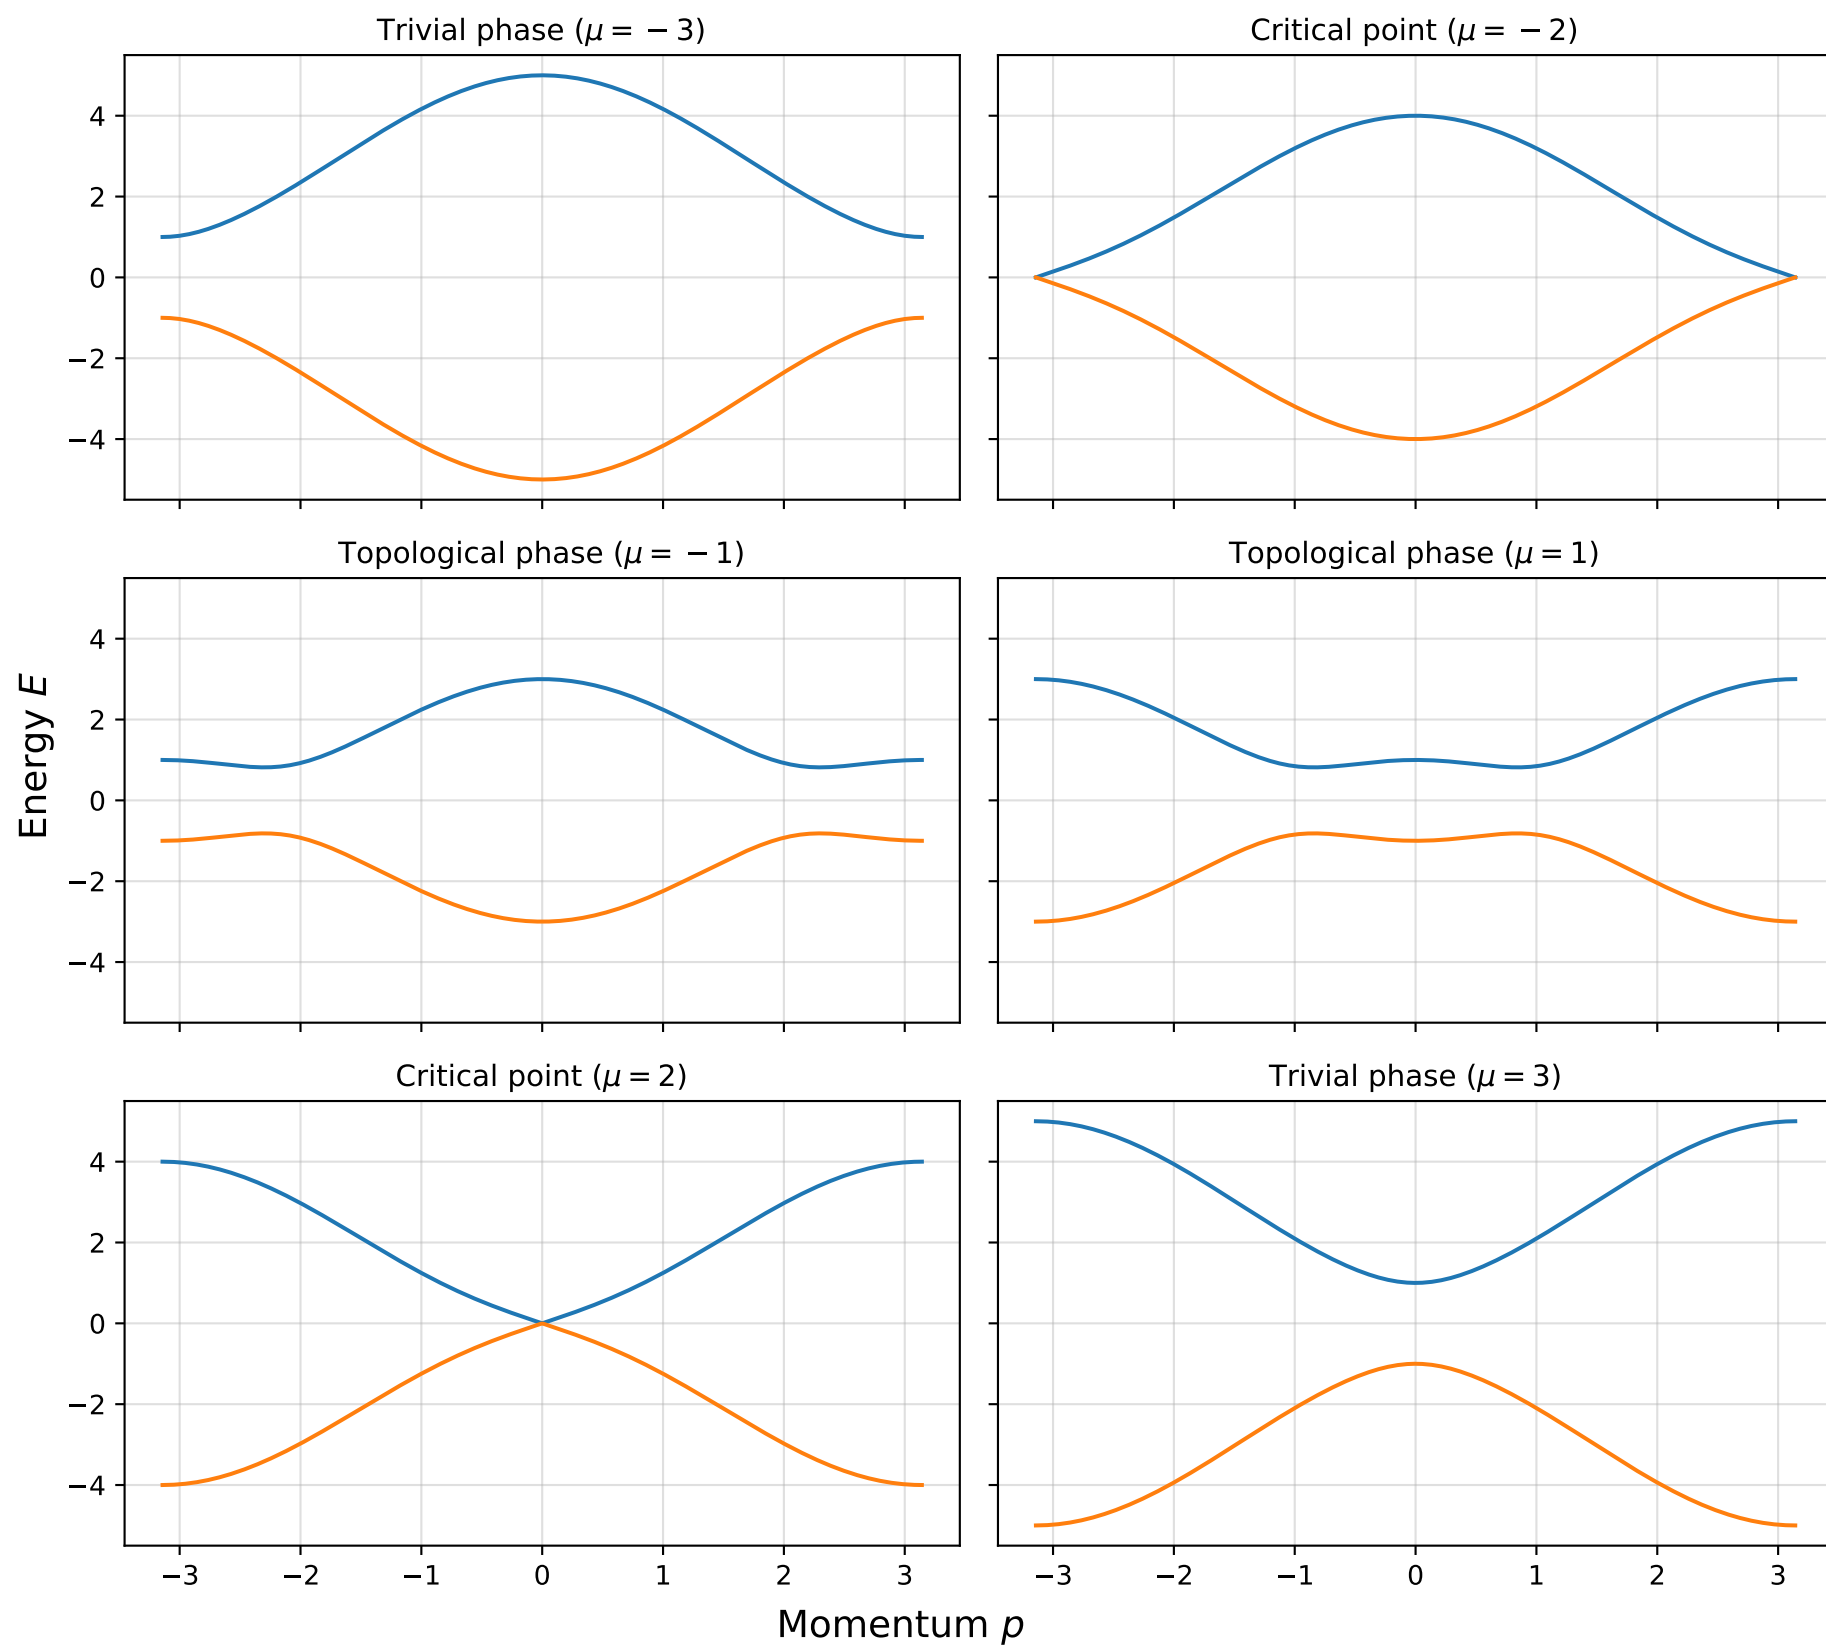 Trivial phase (μ = −3)
Critical point (μ = −2)
4
2
0
−2
−4
Topological phase (μ = −1)
Topological phase (μ = 1)
4
2
0
−2
−4
Energy E
Critical point (μ = 2)
Trivial phase (μ = 3)
4
2
0
−2
−4
−3 −2 −1 0 1 2 3
−3 −2 −1 0 1 2 3
Momentum p